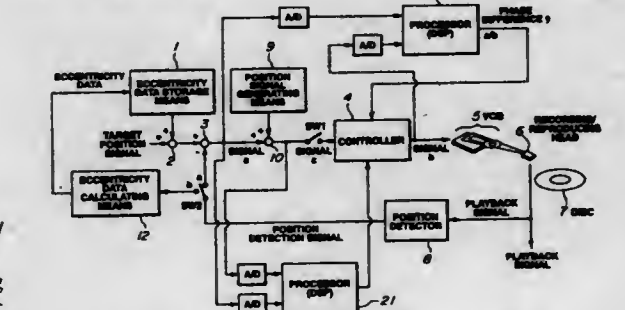 A/D
PROCESSOR
(DSP)
PHASE
DIFFERENCE φ
a/b
A/D
1
9
ECCENTRICITY
DATA
ECCENTRICITY
DATA STORAGE
MEANS
POSITION
SIGNAL
GENERATING
MEANS
4
SW1
CONTROLLER
5 VCM
6
RECORDING/
REPRODUCING
HEAD
TARGET
POSITION
SIGNAL
2
3
SIGNAL
a
10
SIGNAL
c
SIGNAL
b
7 DISC
ECCENTRICITY
DATA
CALCULATING
MEANS
b
a
SW2
12
POSITION
DETECTION SIGNAL
POSITION
DETECTOR
8
PLAYBACK
SIGNAL
PLAYBACK
SIGNAL
A/D
A/D
PROCESSOR
(DSP)
21